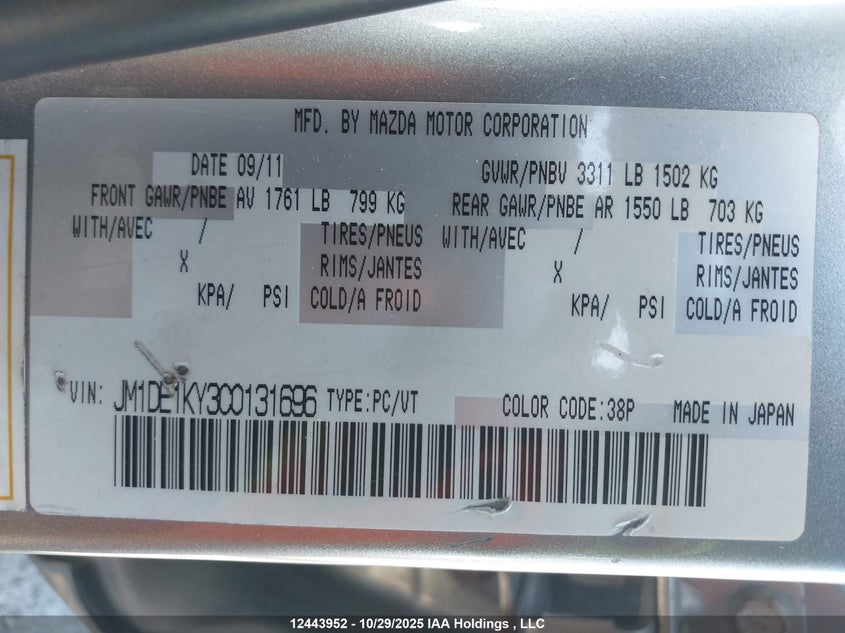 MFD. BY MAZDA MOTOR CORPORATION
DATE 09/11 GVWR/PNBV 3311 LB 1502 KG
FRONT GAWR/PNBE AV 1761 LB 799 KG REAR GAWR/PNBE AR 1550 LB 703 KG
WITH/AVEC / TIRES/PNEUS WITH/AVEC / TIRES/PNEUS
X RIMS/JANTES X RIMS/JANTES
KPA/ PSI COLD/A FROID KPA/ PSI COLD/A FROID
VIN: JM1DE1KY3C0131696 TYPE:PC/VT COLOR CODE:38P MADE IN JAPAN
12443952 - 10/29/2025 IAA Holdings , LLC